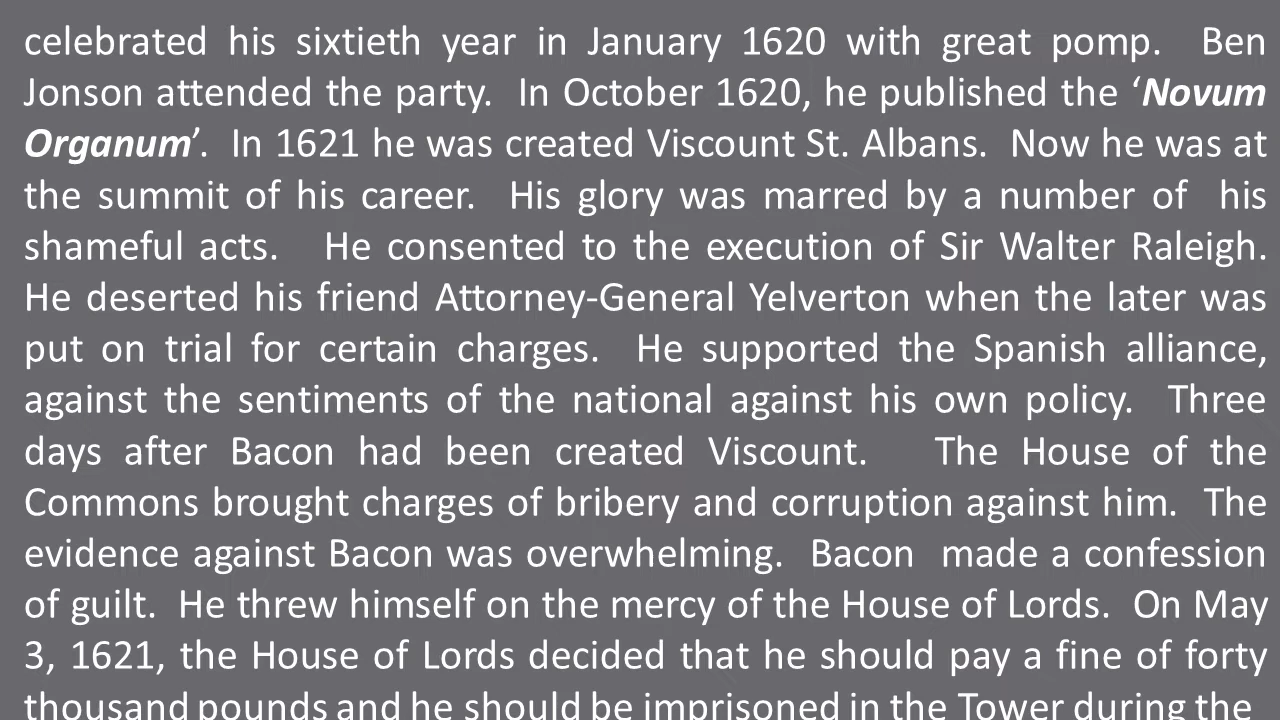 celebrated his sixtieth year in January 1620 with great pomp. Ben
Jonson attended the party. In October 1620, he published the ‘Novum
Organum’. In 1621 he was created Viscount St. Albans. Now he was at
the summit of his career. His glory was marred by a number of his
shameful acts. He consented to the execution of Sir Walter Raleigh.
He deserted his friend Attorney-General Yelverton when the later was
put on trial for certain charges. He supported the Spanish alliance,
against the sentiments of the national against his own policy. Three
days after Bacon had been created Viscount. The House of the
Commons brought charges of bribery and corruption against him. The
evidence against Bacon was overwhelming. Bacon made a confession
of guilt. He threw himself on the mercy of the House of Lords. On May
3, 1621, the House of Lords decided that he should pay a fine of forty
thousand pounds and he should be imprisoned in the Tower during the